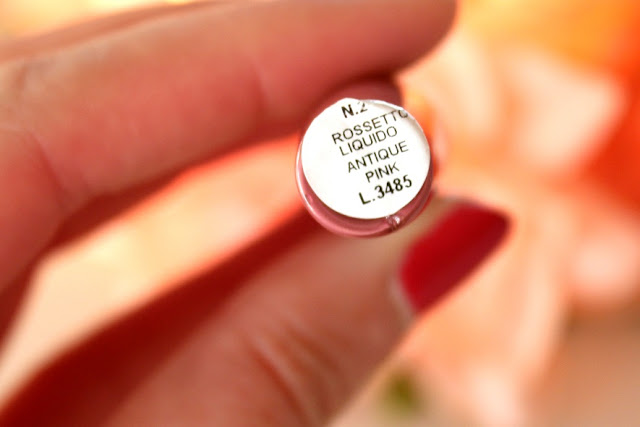 N.2
ROSSETTO
LIQUIDO
ANTIQUE
PINK
L.3485